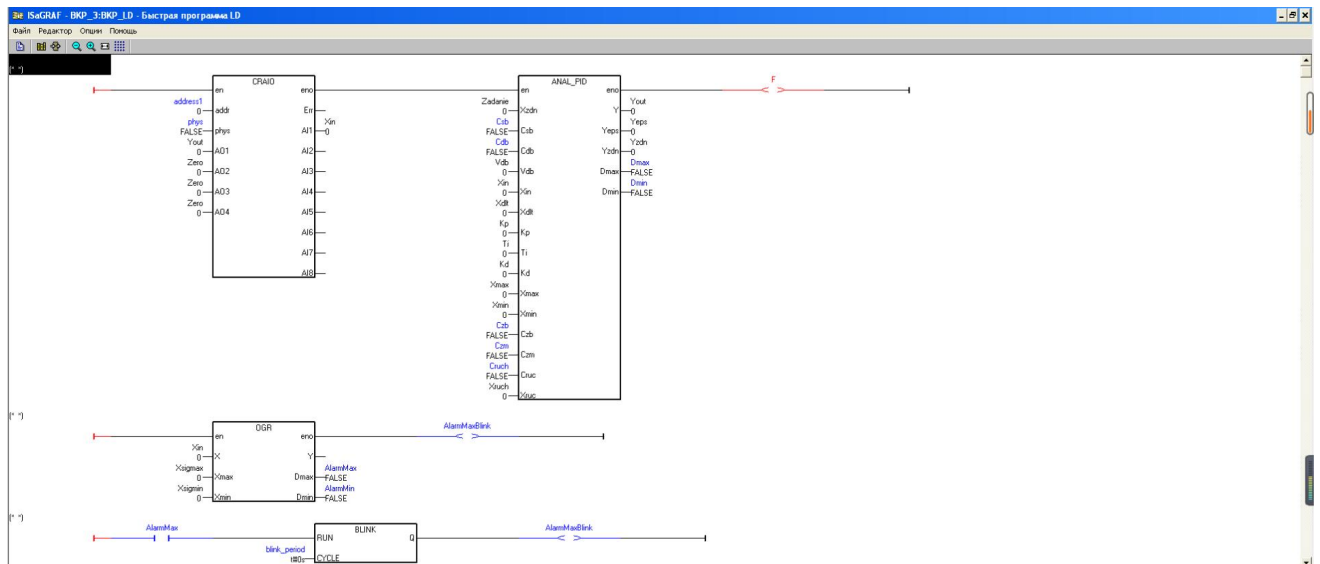 ISaGRAF - BKP_3:BKP_LD - Быстрая программа LD
Файл Редактор Опции Помощь
(* *)
CRAIO
en eno
address1
0 addr Err
phys
FALSE phys AI1 0 Xin
Yout
0 AO1 AI2
Zero
0 AO2 AI3
Zero
0 AO3 AI4
Zero
0 AO4 AI5
AI6
AI7
AI8
ANAL_PID
en eno
Zadanie
0 Xzdn Y 0 Yout
Csb
FALSE Csb Yeps 0 Yeps
Cdb
FALSE Cdb Yzdn 0 Yzdn
Vdb
0 Vdb Dmax FALSE Dmax
Xin
0 Xin Dmin FALSE Dmin
Xdlt
0 Xdlt
Kp
0 Kp
Ti
0 Ti
Kd
0 Kd
Xmax
0 Xmax
Xmin
0 Xmin
Czb
FALSE Czb
Czm
FALSE Czm
Cruch
FALSE Cruc
Xruch
0 Xruc
F
(* *)
OGR
en eno
Xin
0 X Y
Xsigmax
0 Xmax Dmax FALSE AlarmMax
Xsigmin
0 Xmin Dmin FALSE AlarmMin
AlarmMaxBlink
(* *)
AlarmMax
BLINK
RUN Q
blink_period
t#0s CYCLE
AlarmMaxBlink